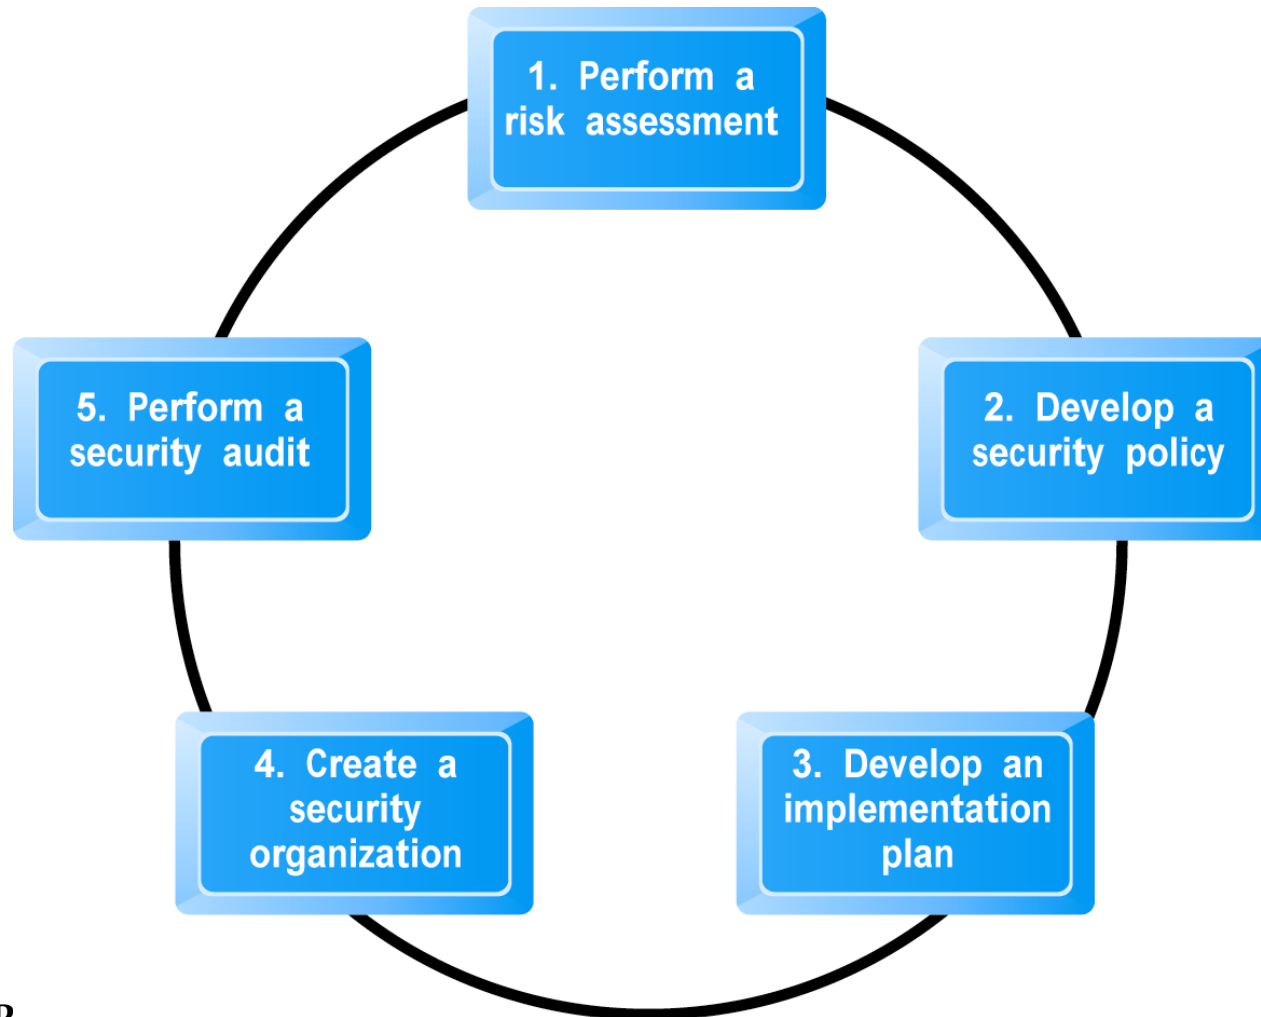 1. Perform a
risk assessment
2. Develop a
security policy
3. Develop an
implementation
plan
4. Create a
security
organization
5. Perform a
security audit